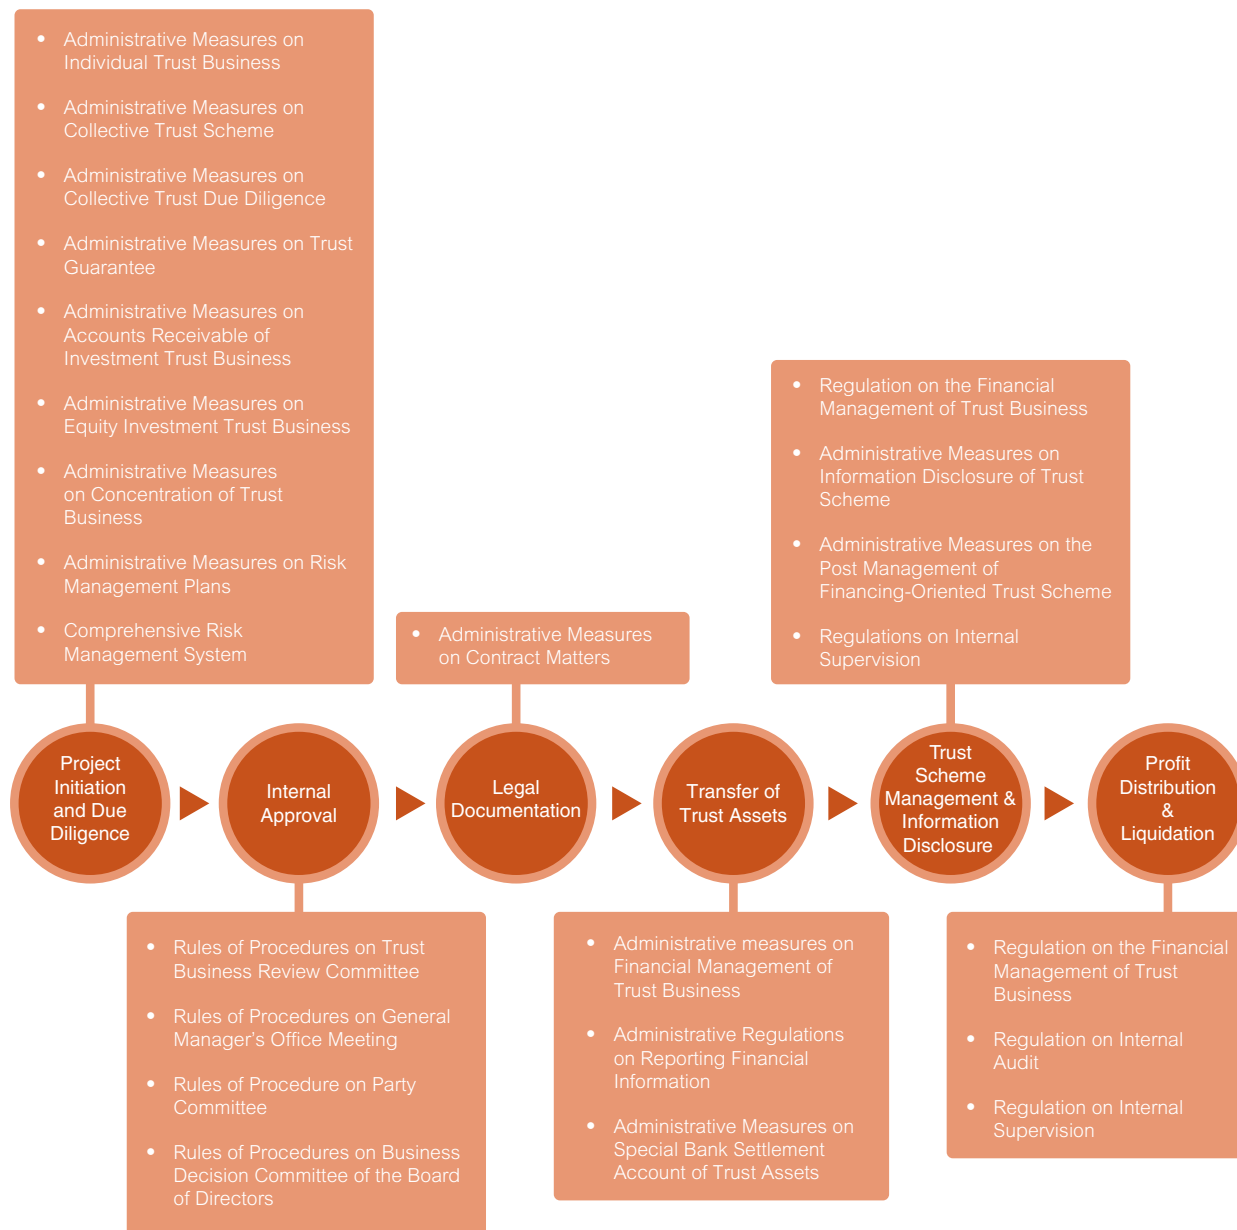 • Administrative Measures on
Individual Trust Business
• Administrative Measures on
Collective Trust Scheme
• Administrative Measures on
Collective Trust Due Diligence
• Administrative Measures on Trust
Guarantee
• Administrative Measures on
Accounts Receivable of
Investment Trust Business
• Administrative Measures on
Equity Investment Trust Business
• Administrative Measures
on Concentration of Trust
Business
• Administrative Measures on Risk
Management Plans
• Comprehensive Risk
Management System
• Administrative Measures
on Contract Matters
• Regulation on the Financial
Management of Trust Business
• Administrative Measures on
Information Disclosure of Trust
Scheme
• Administrative Measures on the
Post Management of
Financing-Oriented Trust Scheme
• Regulations on Internal
Supervision
Project
Initiation
and Due
Diligence
Internal
Approval
Legal
Documentation
Transfer of
Trust Assets
Trust
Scheme
Management &
Information
Disclosure
Profit
Distribution
&
Liquidation
• Rules of Procedures on Trust
Business Review Committee
• Rules of Procedures on General
Manager's Office Meeting
• Rules of Procedure on Party
Committee
• Rules of Procedures on Business
Decision Committee of the Board
of Directors
• Administrative measures on
Financial Management of
Trust Business
• Administrative Regulations
on Reporting Financial
Information
• Administrative Measures on
Special Bank Settlement
Account of Trust Assets
• Regulation on the Financial
Management of Trust
Business
• Regulation on Internal
Audit
• Regulation on Internal
Supervision